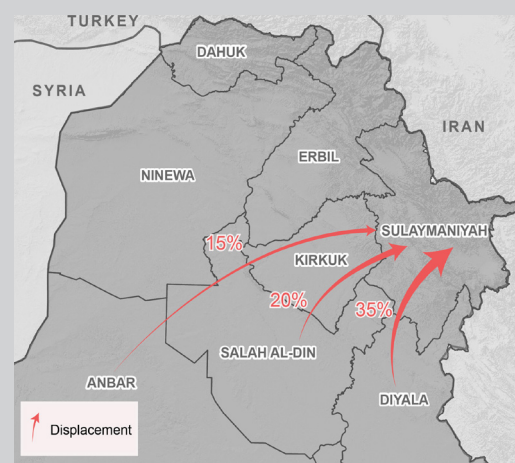 TURKEY
DAHUK
SYRIA
IRAN
ERBIL
NINEWA
SULAYMANIYAH
15%
KIRKUK
20%
35%
SALAH AL-DIN
ANBAR
DIYALA
Displacement